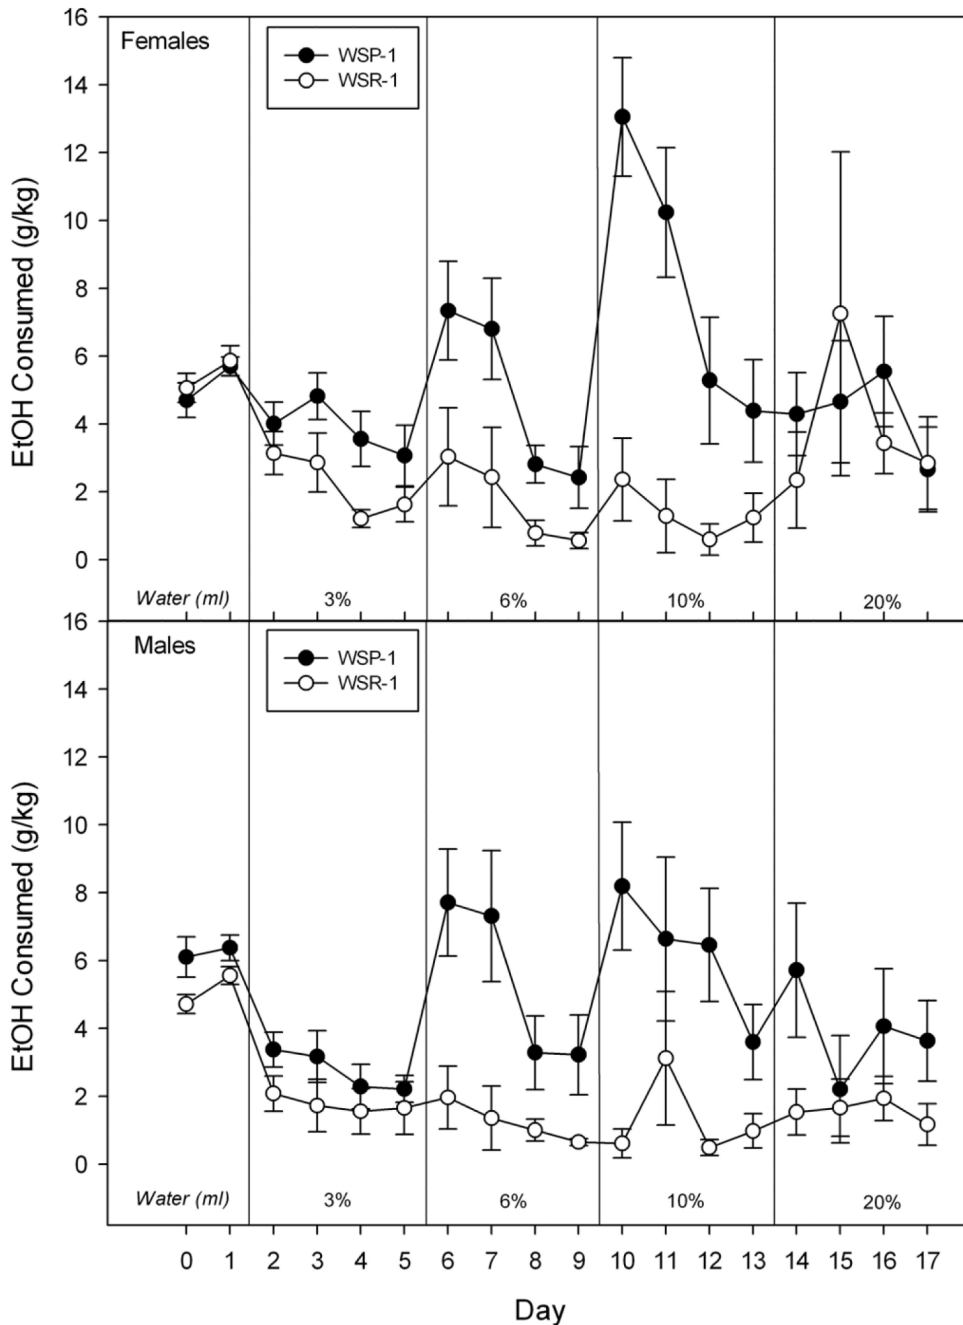 Females
WSP-1
WSR-1
EtOH Consumed (g/kg)
16
14
12
10
8
6
4
2
0
Water (ml) 3% 6% 10% 20%
Males
WSP-1
WSR-1
EtOH Consumed (g/kg)
16
14
12
10
8
6
4
2
0
Water (ml) 3% 6% 10% 20%
0 1 2 3 4 5 6 7 8 9 10 11 12 13 14 15 16 17
Day